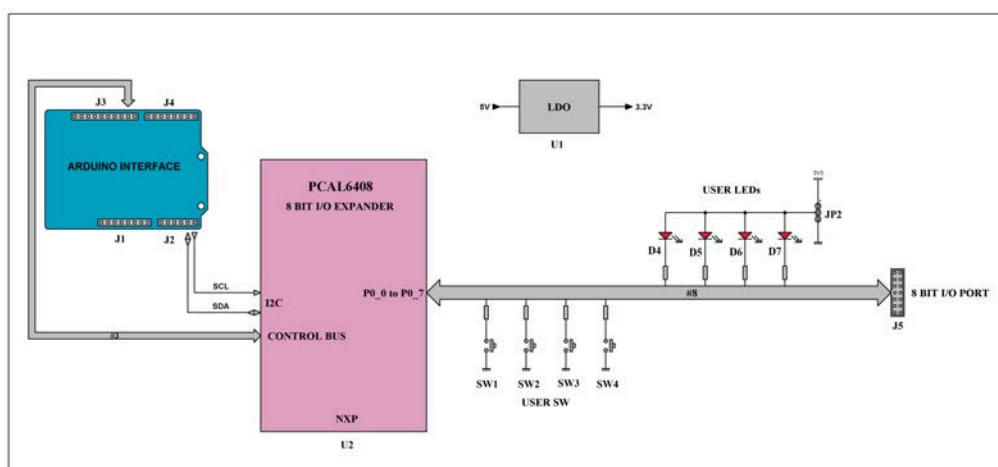 J3
J4
ARDUINO INTERFACE
J1
J2
5V
LDO
3.3V
U1
PCAL6408
8 BIT I/O EXPANDER
SCL
SDA
I2C
P0_0 to P0_7
CONTROL BUS
#3
NXP
U2
USER LEDs
3V3
JP2
D4
D5
D6
D7
#8
8 BIT I/O PORT
J5
SW1
SW2
SW3
SW4
USER SW